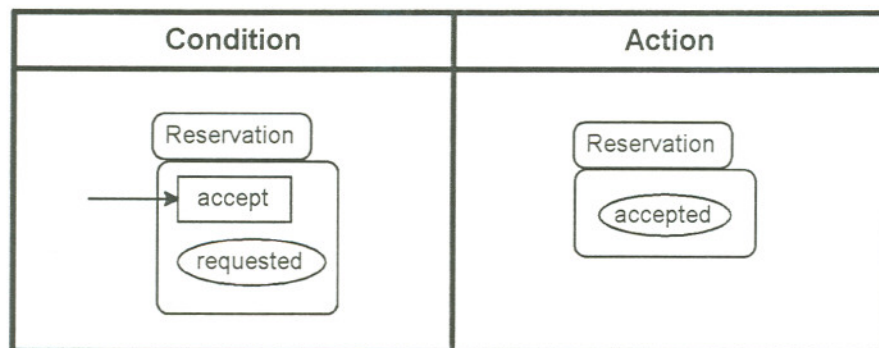 Condition
Action
Reservation
accept
requested
Reservation
accepted